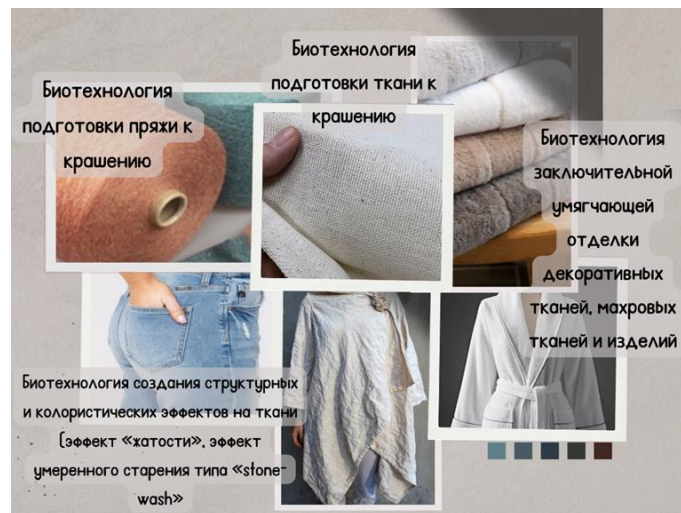 Биотехнология
подготовки пряжи к
крашению
Биотехнология
подготовки ткани к
крашению
Биотехнология
заключительной
умягчающей
отделки
декоративных
тканей, махровых
тканей и изделий
Биотехнология создания структурных
и колористических эффектов на ткани
(эффект «жатости», эффект
умеренного старения типа «stone-
wash»